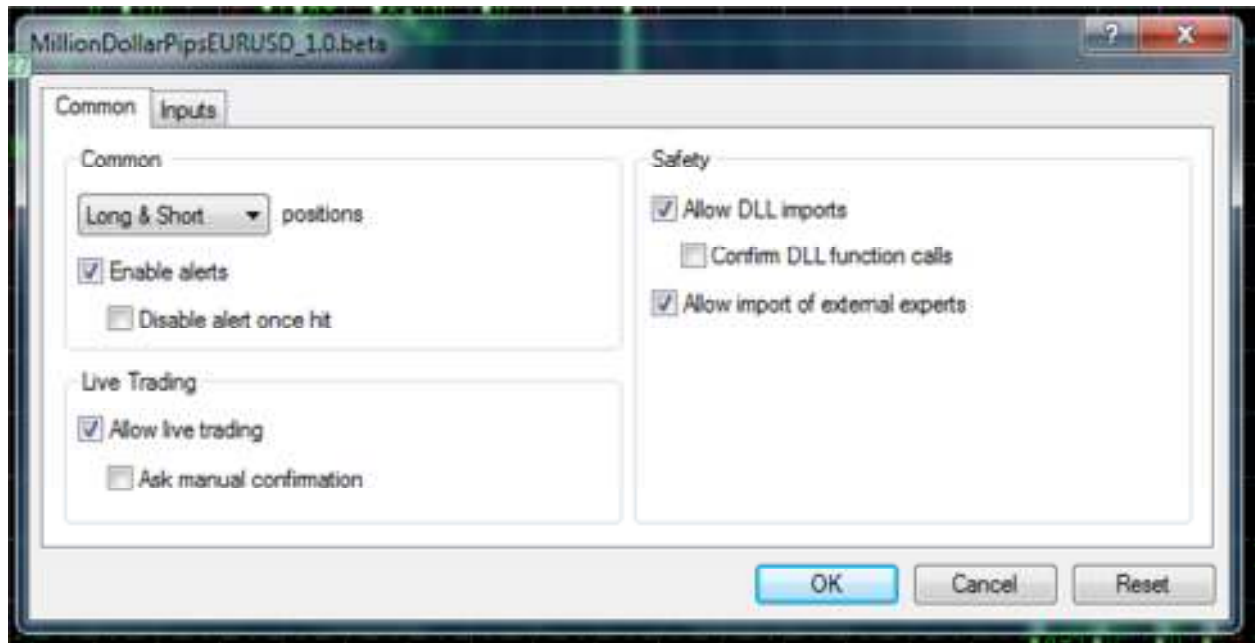 MillionDollarPipsEURUSD_1.0.beta
Common Inputs
Common
Long & Short positions
Enable alerts
Disable alert once hit
Live Trading
Allow live trading
Ask manual confirmation
Safety
Allow DLL imports
Confirm DLL function calls
Allow import of external experts
OK Cancel Reset